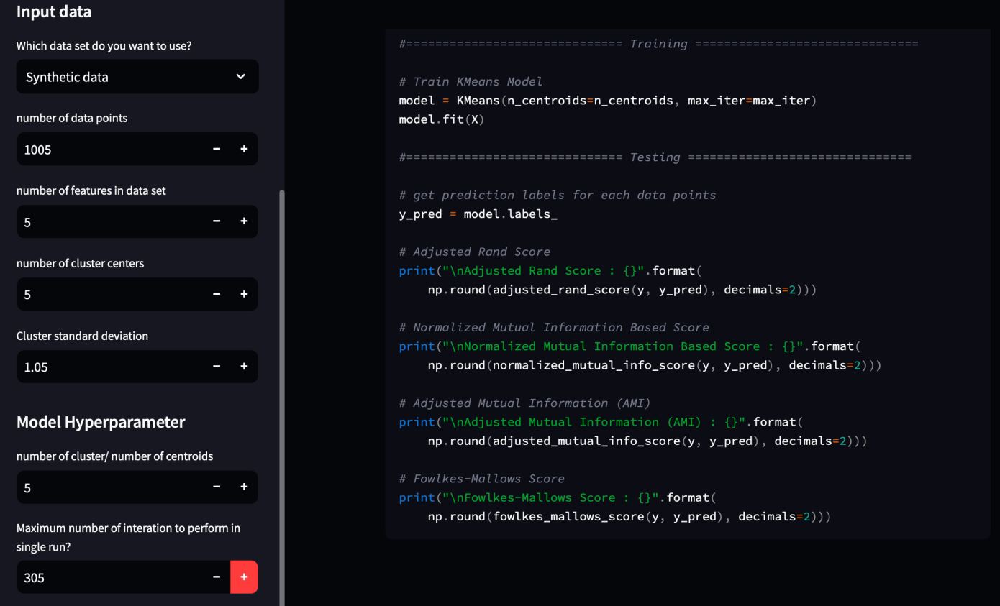 Input data
Which data set do you want to use?
Synthetic data
number of data points
1005
− +
number of features in data set
5
− +
number of cluster centers
5
− +
Cluster standard deviation
1.05
− +
Model Hyperparameter
number of cluster/ number of centroids
5
− +
Maximum number of interation to perform in
single run?
305
− +
#============================== Training ===============================
# Train KMeans Model
model = KMeans(n_centroids=n_centroids, max_iter=max_iter)
model.fit(X)
#============================== Testing ===============================
# get prediction labels for each data points
y_pred = model.labels_
# Adjusted Rand Score
print("\nAdjusted Rand Score : {}".format(
    np.round(adjusted_rand_score(y, y_pred), decimals=2)))
# Normalized Mutual Information Based Score
print("\nNormalized Mutual Information Based Score : {}".format(
    np.round(normalized_mutual_info_score(y, y_pred), decimals=2)))
# Adjusted Mutual Information (AMI)
print("\nAdjusted Mutual Information (AMI) : {}".format(
    np.round(adjusted_mutual_info_score(y, y_pred), decimals=2)))
# Fowlkes-Mallows Score
print("\nFowlkes-Mallows Score : {}".format(
    np.round(fowlkes_mallows_score(y, y_pred), decimals=2)))